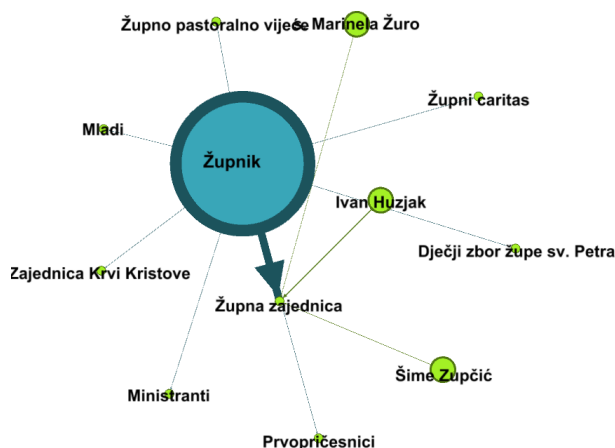 Župno pastoralno vijeće
s. Marinela Žuro
Župni caritas
Mladi
Župnik
Ivan Huzjak
Dječji zbor župe sv. Petra
Zajednica Krvi Kristove
Župna zajednica
Šime Zupčić
Ministranti
Prvopričesnici